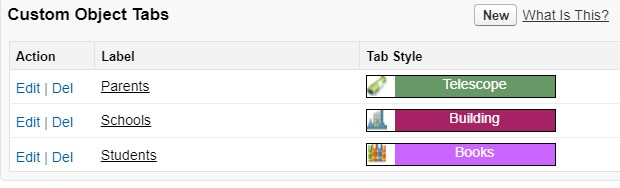 Custom Object Tabs New What Is This?
Action Label Tab Style
Edit | Del Parents Telescope
Edit | Del Schools Building
Edit | Del Students Books